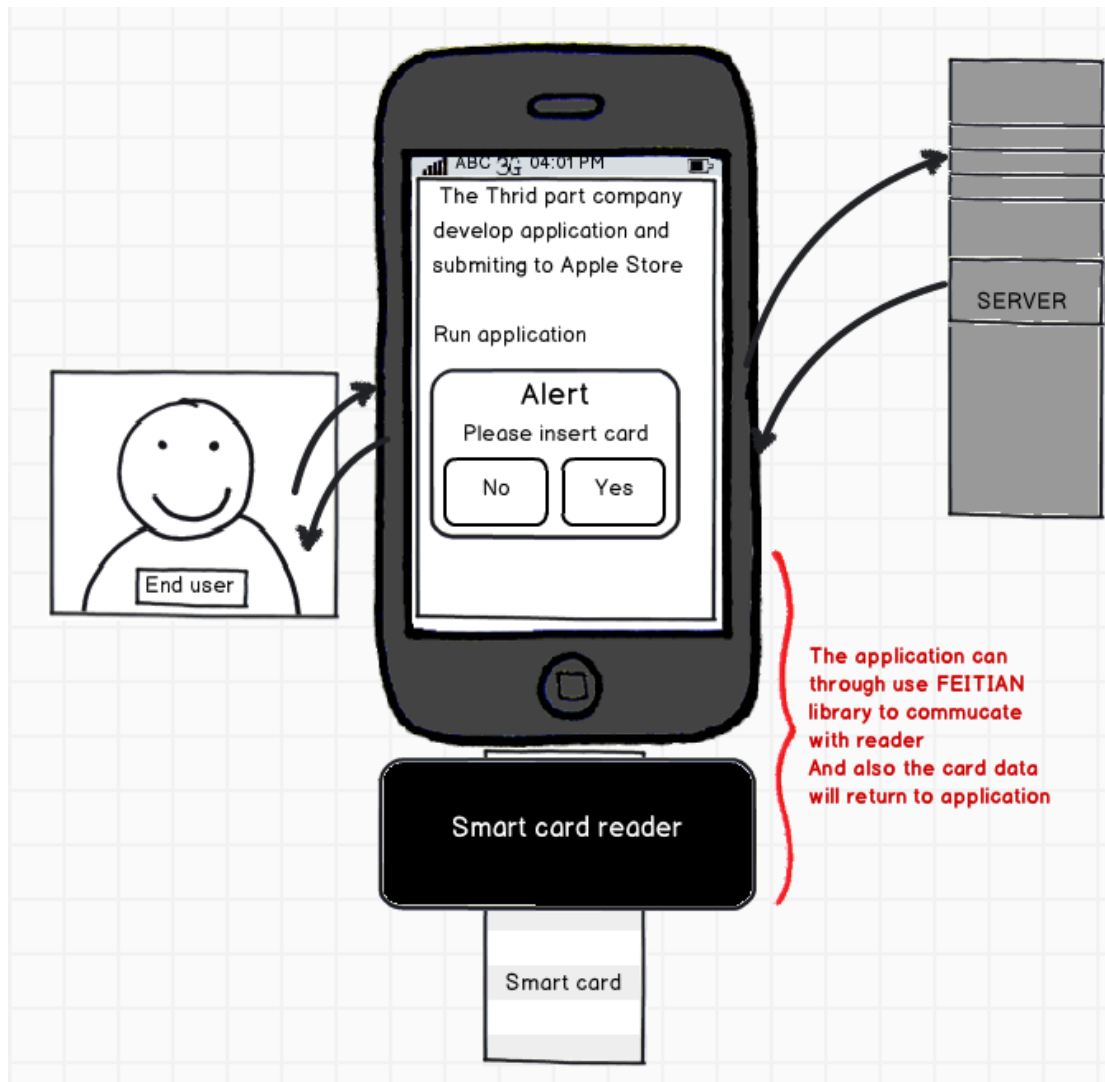 ABC 3G 04:01 PM
The Thrid part company
develop application and
submiting to Apple Store
Run application
Alert
Please insert card
No Yes
SERVER
End user
The application can
through use FEITIAN
library to commucate
with reader
And also the card data
will return to application
Smart card reader
Smart card